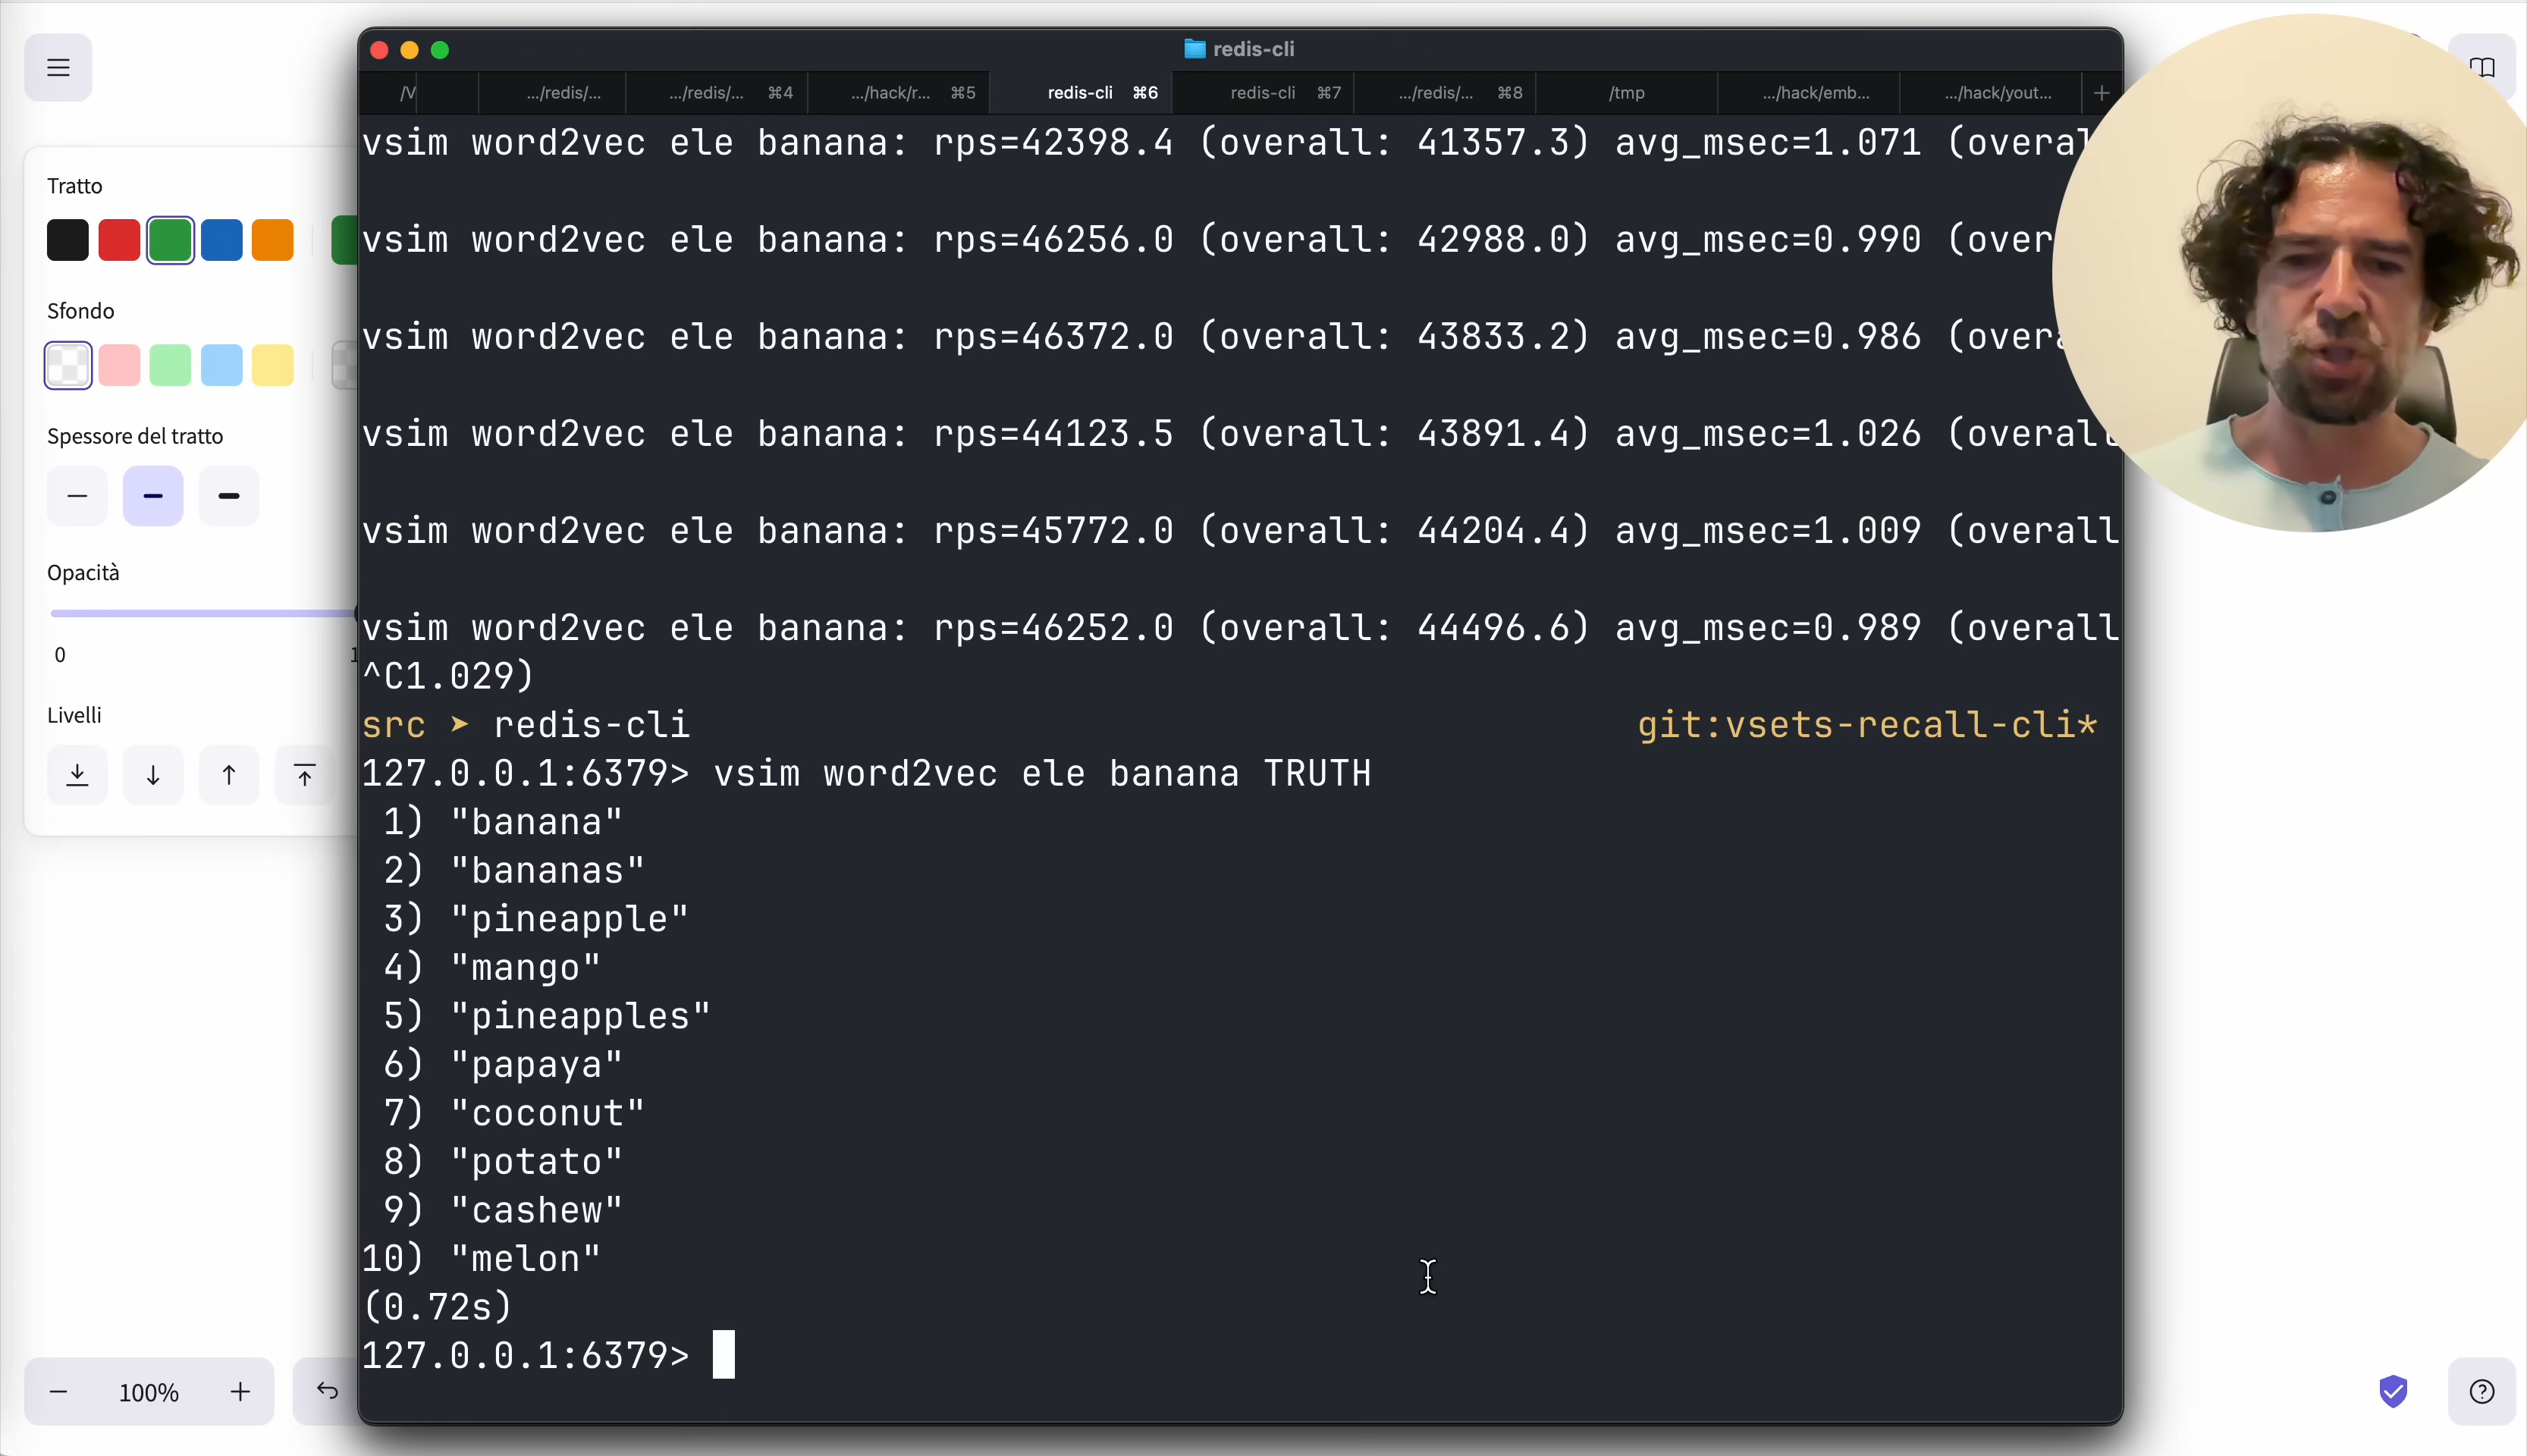 redis-cli
/V
.../redis/...
.../redis/... ⌘4
.../hack/r... ⌘5
redis-cli ⌘6
redis-cli ⌘7
.../redis/... ⌘8
/tmp
.../hack/emb...
.../hack/yout...
+
Tratto
Sfondo
Spessore del tratto
Opacità
0
Livelli
100%
vsim word2vec ele banana: rps=42398.4 (overall: 41357.3) avg_msec=1.071 (overal
vsim word2vec ele banana: rps=46256.0 (overall: 42988.0) avg_msec=0.990 (over
vsim word2vec ele banana: rps=46372.0 (overall: 43833.2) avg_msec=0.986 (overa
vsim word2vec ele banana: rps=44123.5 (overall: 43891.4) avg_msec=1.026 (overall
vsim word2vec ele banana: rps=45772.0 (overall: 44204.4) avg_msec=1.009 (overall
vsim word2vec ele banana: rps=46252.0 (overall: 44496.6) avg_msec=0.989 (overall
^C1.029)
src ➤ redis-cli git:vsets-recall-cli*
127.0.0.1:6379> vsim word2vec ele banana TRUTH
1) "banana"
2) "bananas"
3) "pineapple"
4) "mango"
5) "pineapples"
6) "papaya"
7) "coconut"
8) "potato"
9) "cashew"
10) "melon"
(0.72s)
127.0.0.1:6379>